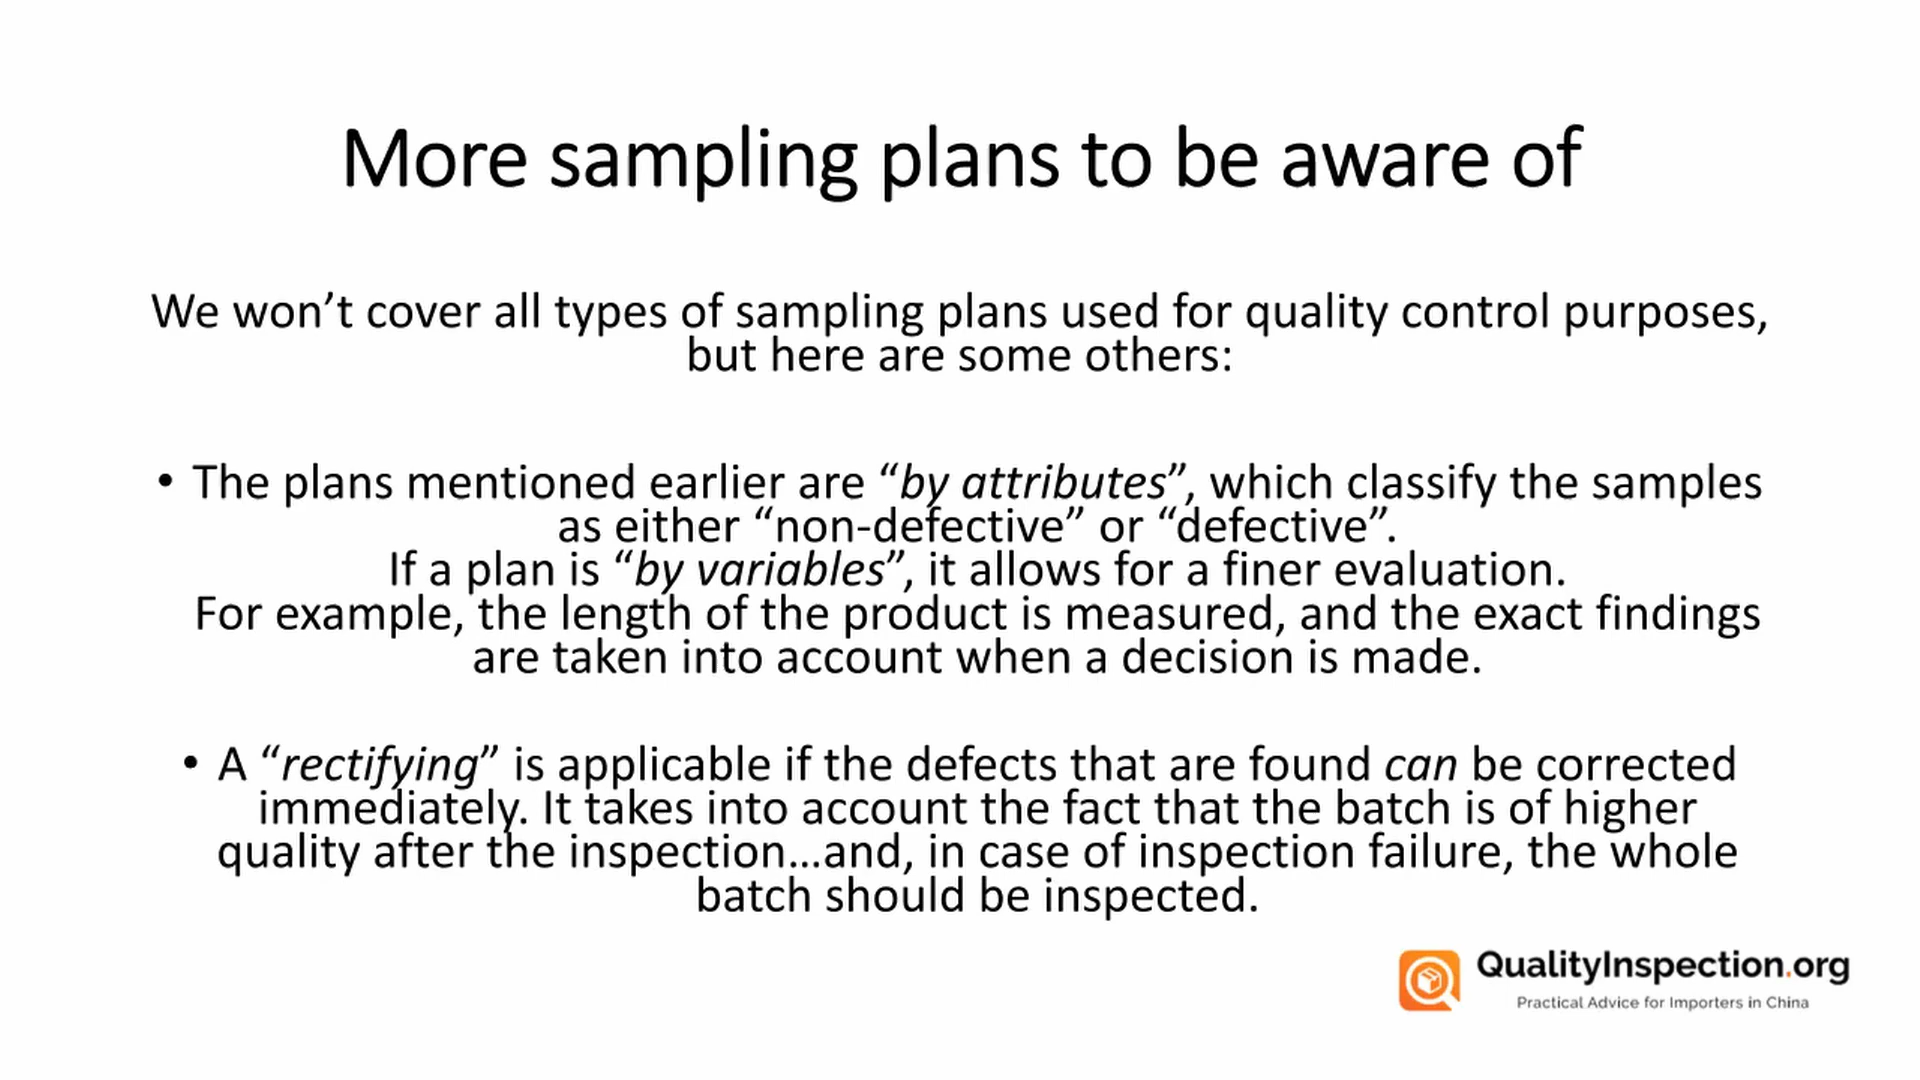 More sampling plans to be aware of
We won’t cover all types of sampling plans used for quality control purposes,
but here are some others:
• The plans mentioned earlier are “by attributes”, which classify the samples
as either “non-defective” or “defective”.
If a plan is “by variables”, it allows for a finer evaluation.
For example, the length of the product is measured, and the exact findings
are taken into account when a decision is made.
• A “rectifying” is applicable if the defects that are found can be corrected
immediately. It takes into account the fact that the batch is of higher
quality after the inspection…and, in case of inspection failure, the whole
batch should be inspected.
QualityInspection.org
Practical Advice for Importers in China